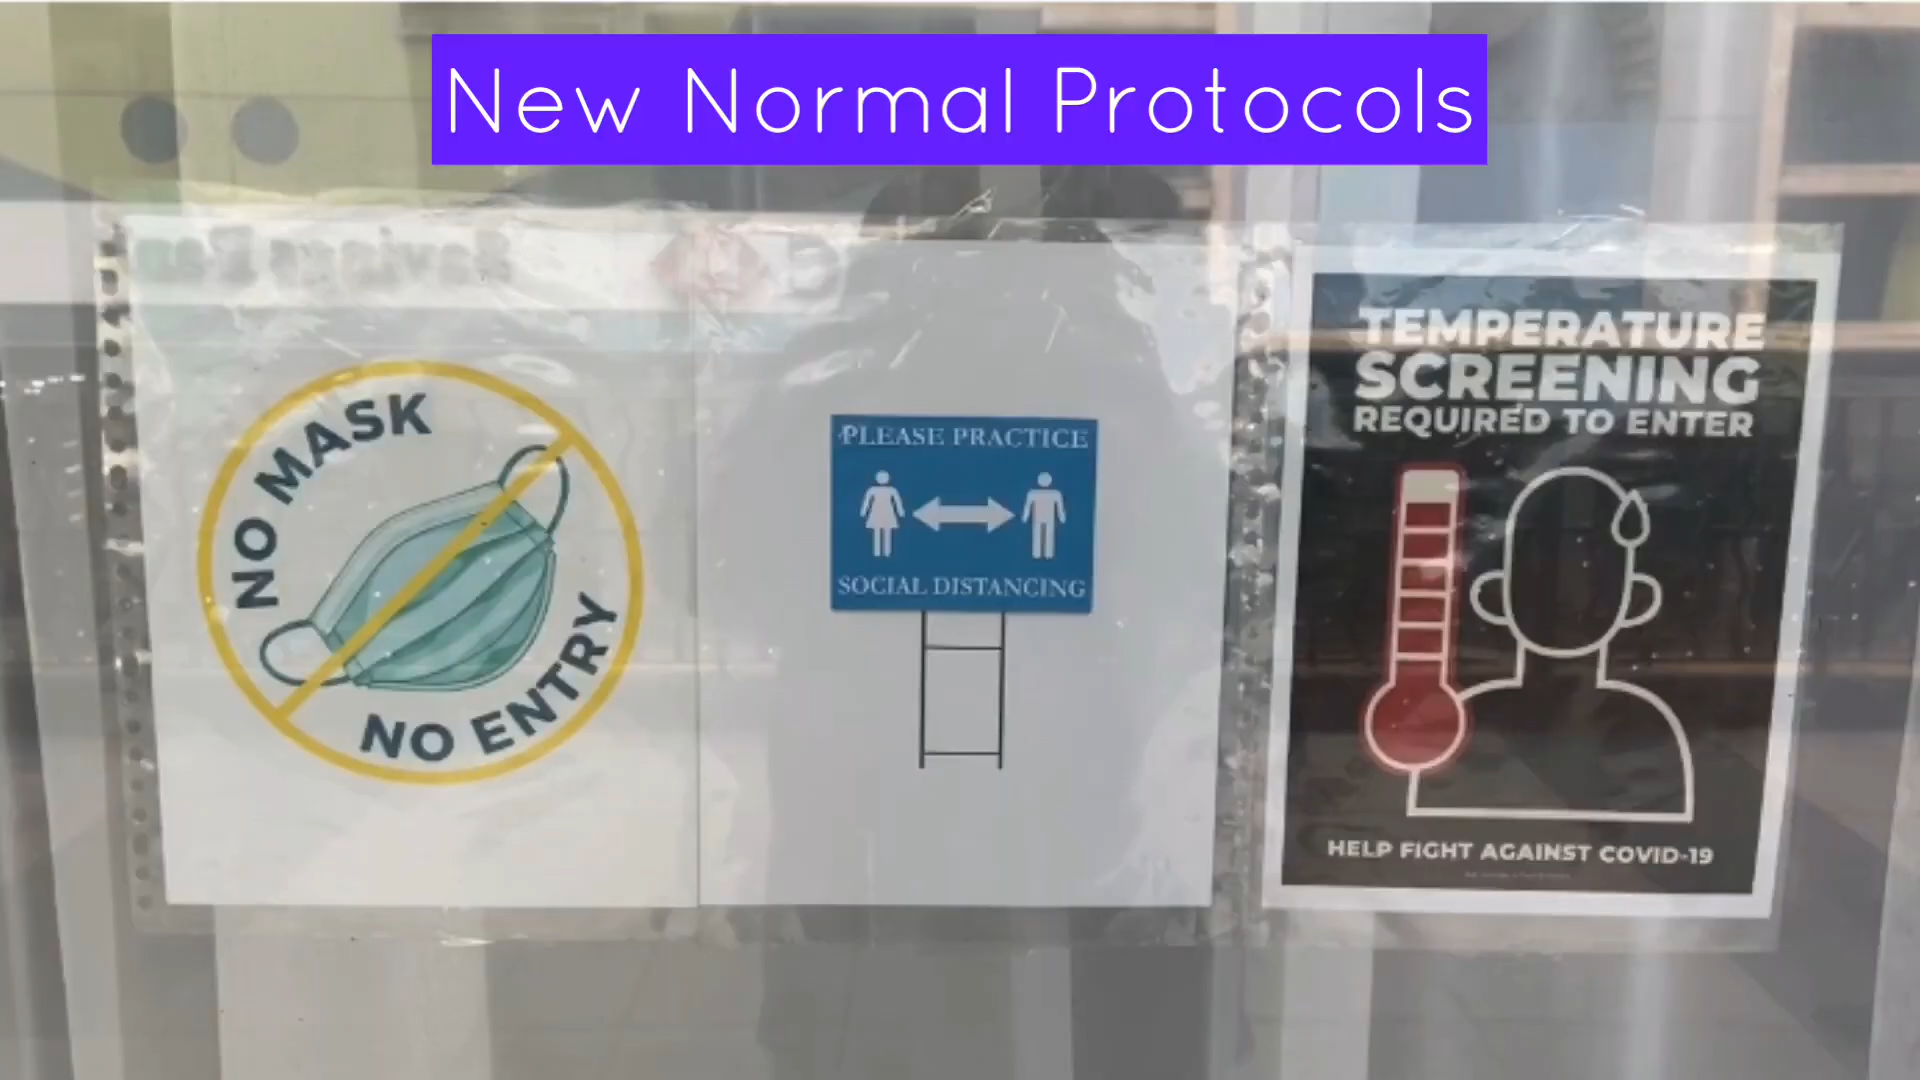 New Normal Protocols
NO MASK
NO ENTRY
PLEASE PRACTICE
SOCIAL DISTANCING
TEMPERATURE
SCREENING
REQUIRED TO ENTER
HELP FIGHT AGAINST COVID-19